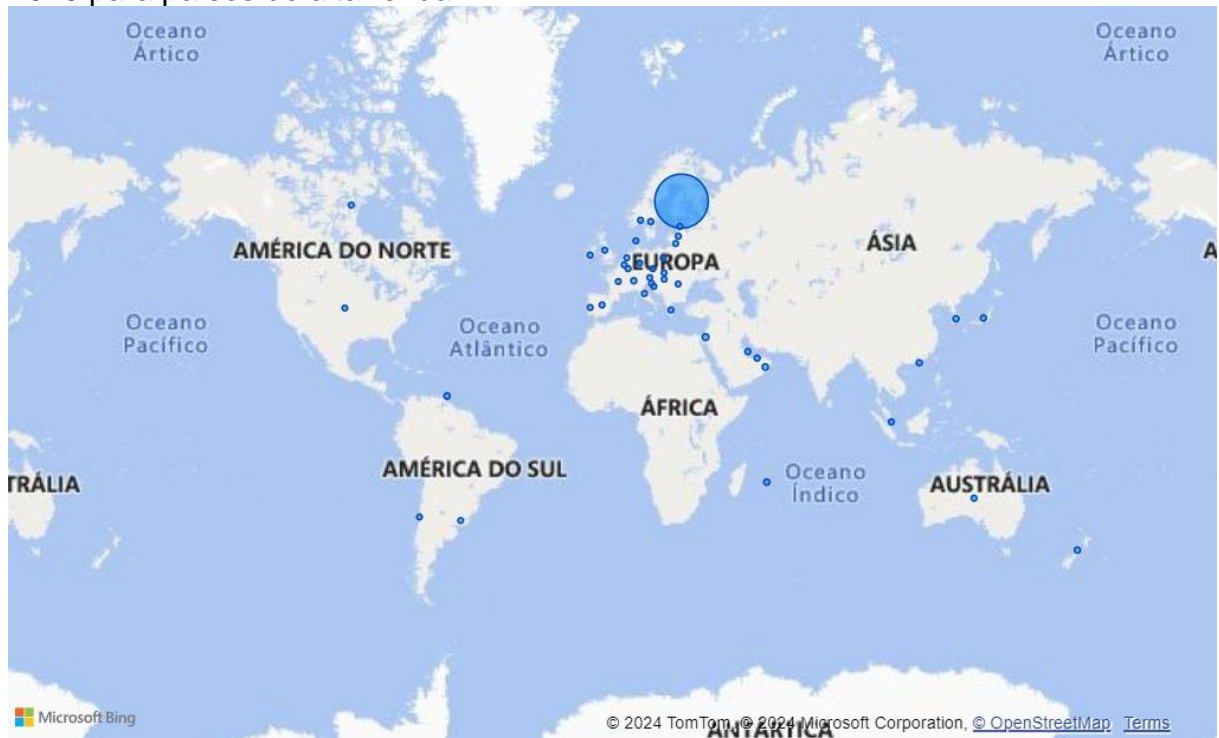 Oceano
Ártico
Oceano
Ártico
AMÉRICA DO NORTE
EUROPA
ÁSIA
A
Oceano
Pacífico
Oceano
Atlântico
Oceano
Pacífico
ÁFRICA
AMÉRICA DO SUL
Oceano
Índico
TRÁLIA
AUSTRÁLIA
Microsoft Bing
© 2024 TomTom, © 2024 Microsoft Corporation, © OpenStreetMap Terms
ANTÁRTICA